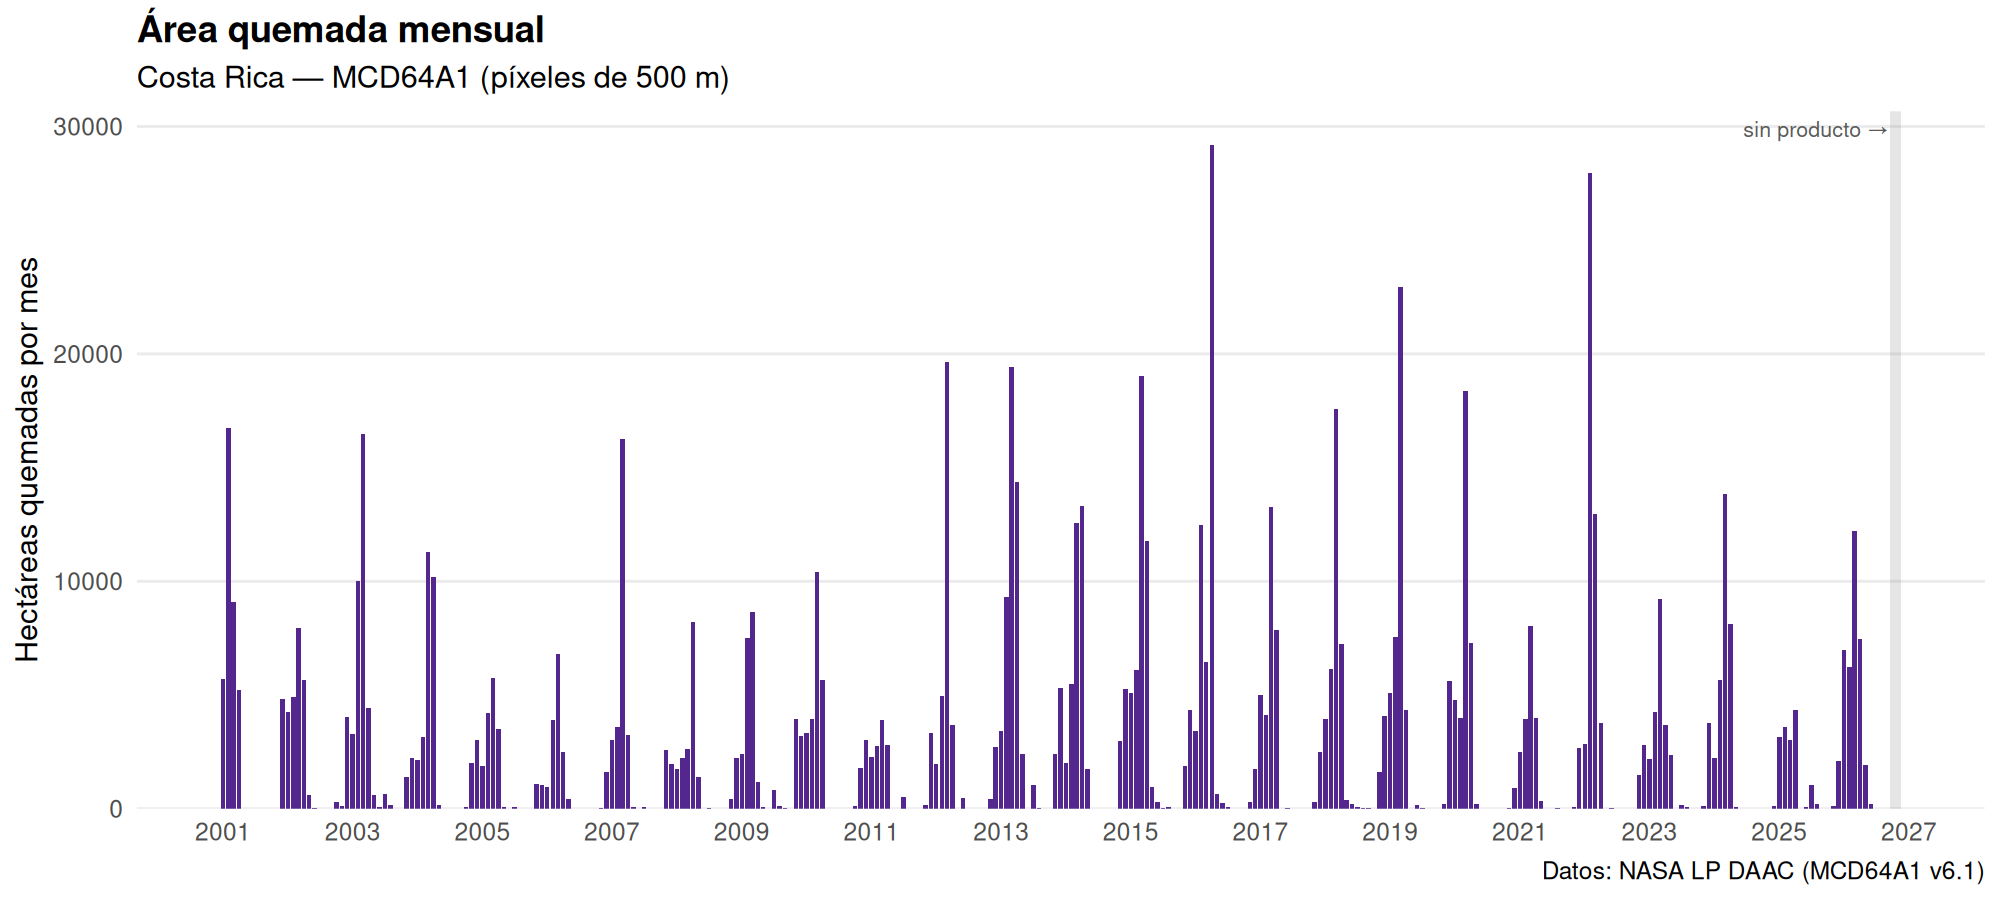 Área quemada mensual
Costa Rica — MCD64A1 (píxeles de 500 m)
Hectáreas quemadas por mes
30000
20000
10000
0
sin producto →
2001 2003 2005 2007 2009 2011 2013 2015 2017 2019 2021 2023 2025 2027
Datos: NASA LP DAAC (MCD64A1 v6.1)